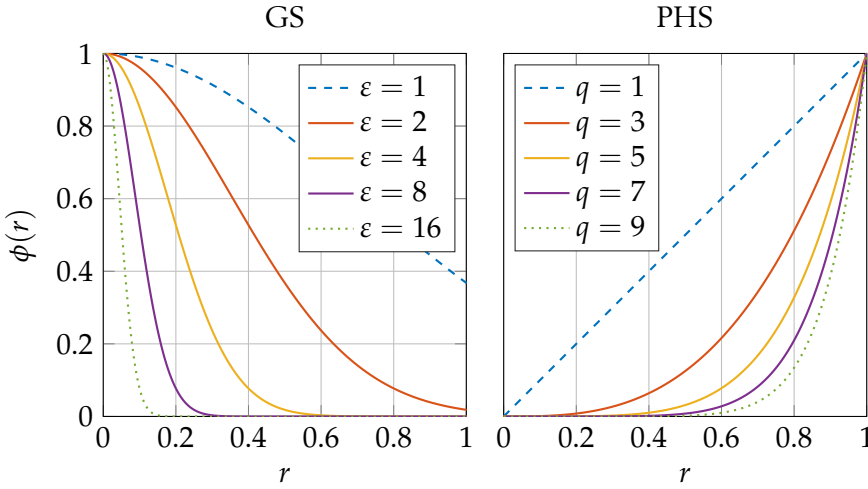 GS
PHS
ϕ(r)
1
0.8
0.6
0.4
0.2
0
ε = 1
ε = 2
ε = 4
ε = 8
ε = 16
0 0.2 0.4 0.6 0.8 1
r
q = 1
q = 3
q = 5
q = 7
q = 9
0 0.2 0.4 0.6 0.8 1
r